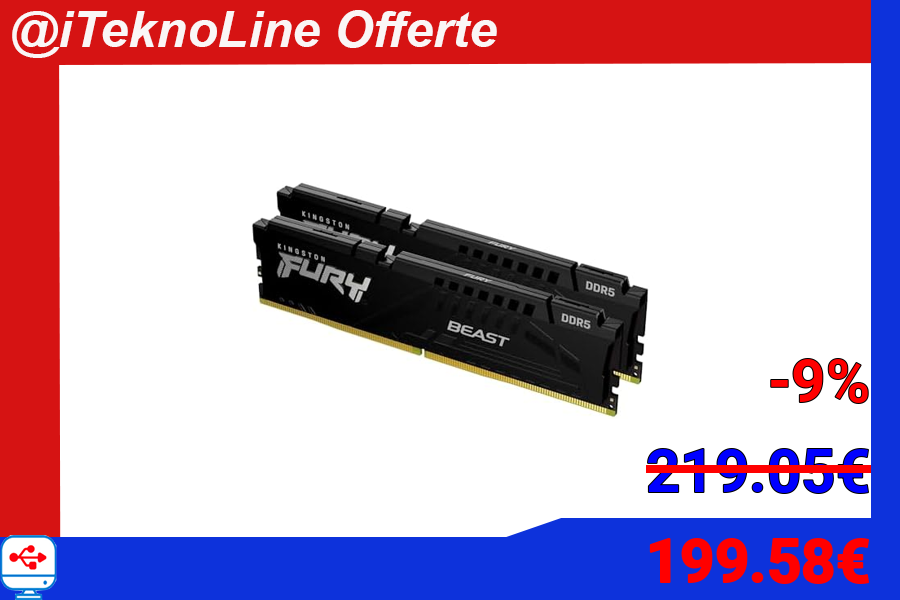 @iTeknoLine Offerte
KINGSTON
FURY
DDR5
KINGSTON
FURY
FURY
BEAST
DDR5
-9%
219.05€
199.58€